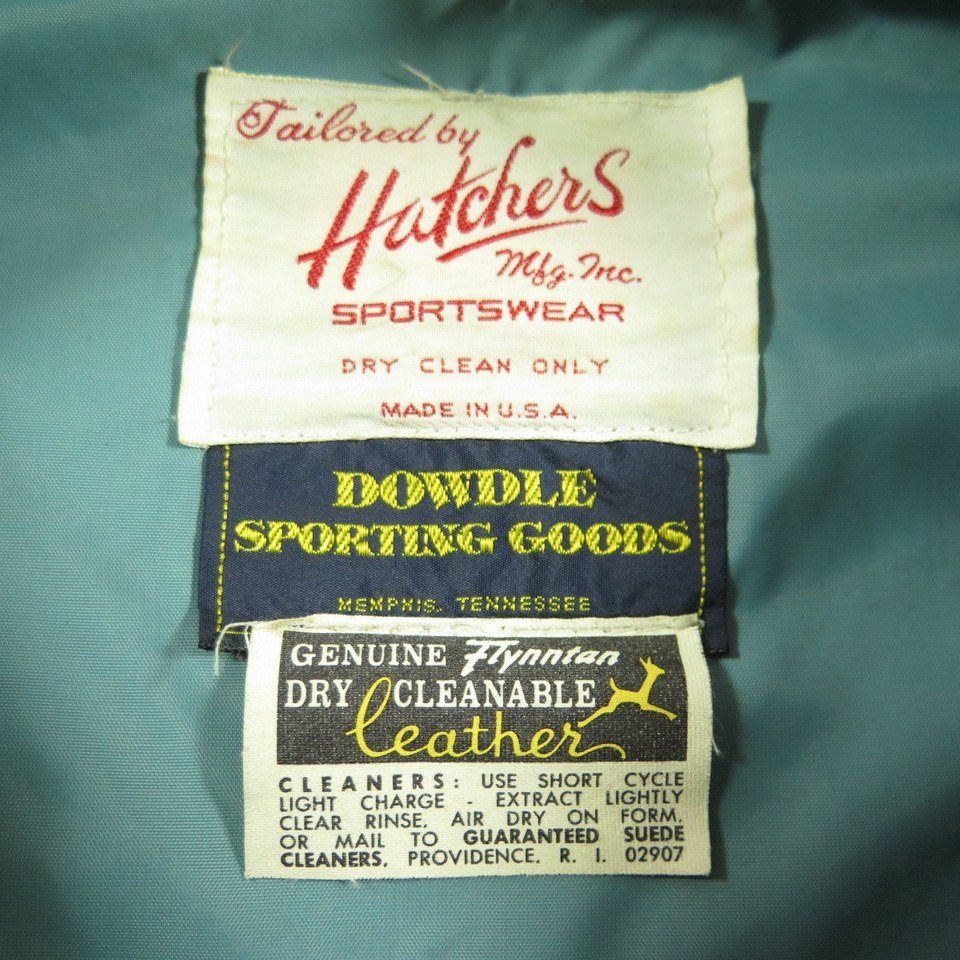 Tailored by
Hatchers
Mfg. Inc.
SPORTSWEAR
DRY CLEAN ONLY
MADE IN U.S.A.
DOWDLE
SPORTING GOODS
MEMPHIS, TENNESSEE
GENUINE Flynntan
DRY CLEANABLE
leather
CLEANERS: USE SHORT CYCLE
LIGHT CHARGE - EXTRACT LIGHTLY
CLEAR RINSE. AIR DRY ON FORM.
OR MAIL TO GUARANTEED SUEDE
CLEANERS. PROVIDENCE. R. I. 02907